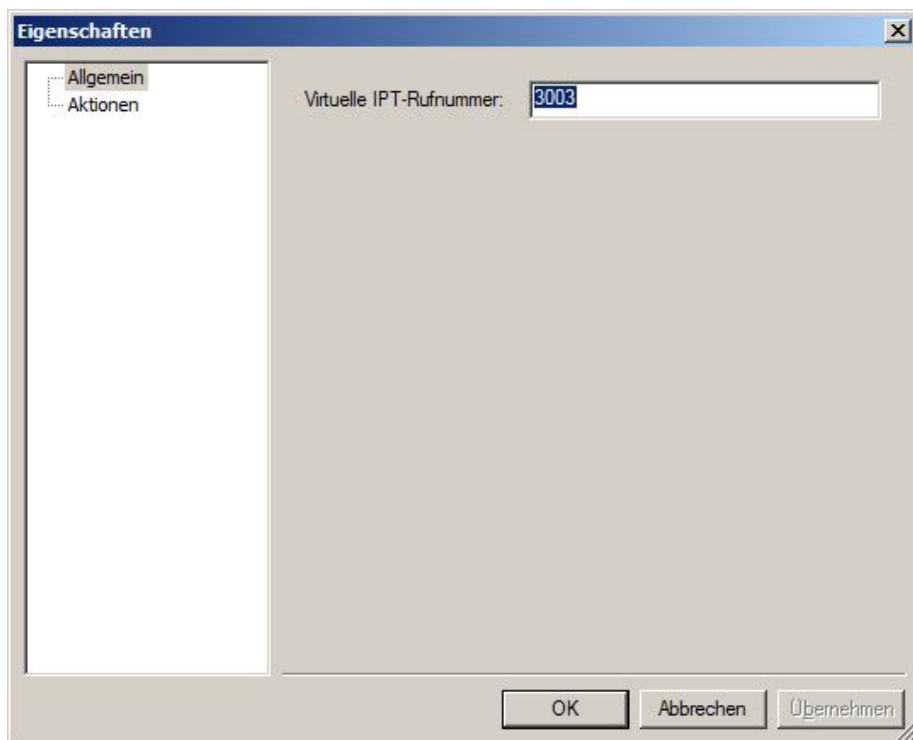 Eigenschaften
Allgemein
Aktionen
Virtuelle IPT-Rufnummer: 3003
OK Abbrechen Übernehmen